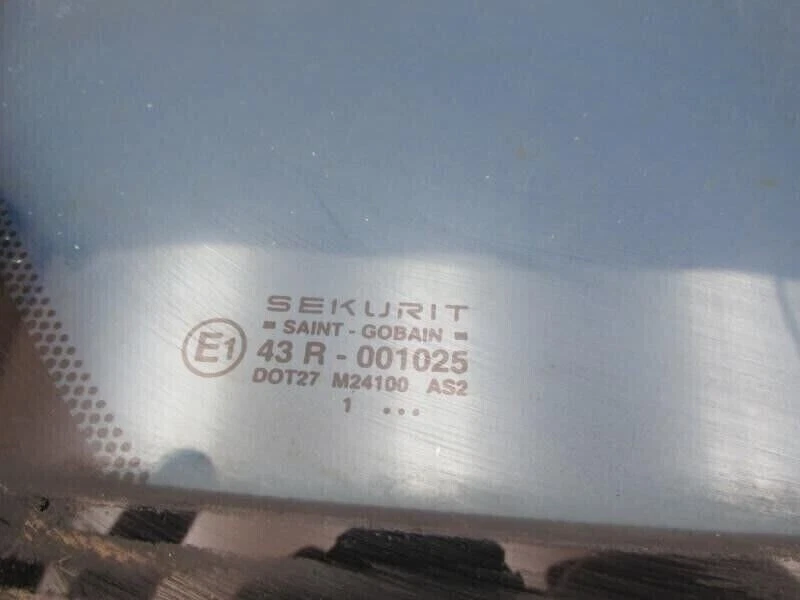 SEKURIT
= SAINT - GOBAIN =
E1 43 R - 001025
DOT27 M24100 AS2
1 ...